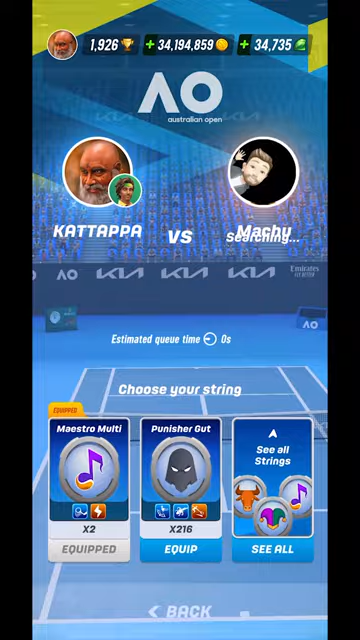 1,926
+ 34,194,859
+ 34,735
AO
australian open
KATTAPPA
VS
Machu
Searching...
AO
KIA
KIA
KIA
Emirates
AO
Estimated queue time 0s
Choose your string
EQUIPPED
Maestro Multi
X2
EQUIPPED
Punisher Gut
X216
EQUIP
See all
Strings
SEE ALL
< BACK